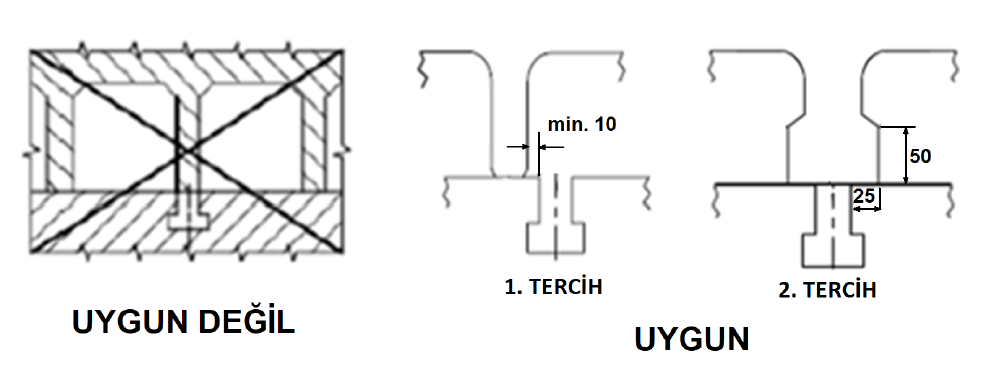 min. 10
50
25
1. TERCİH
2. TERCİH
UYGUN DEĞİL
UYGUN